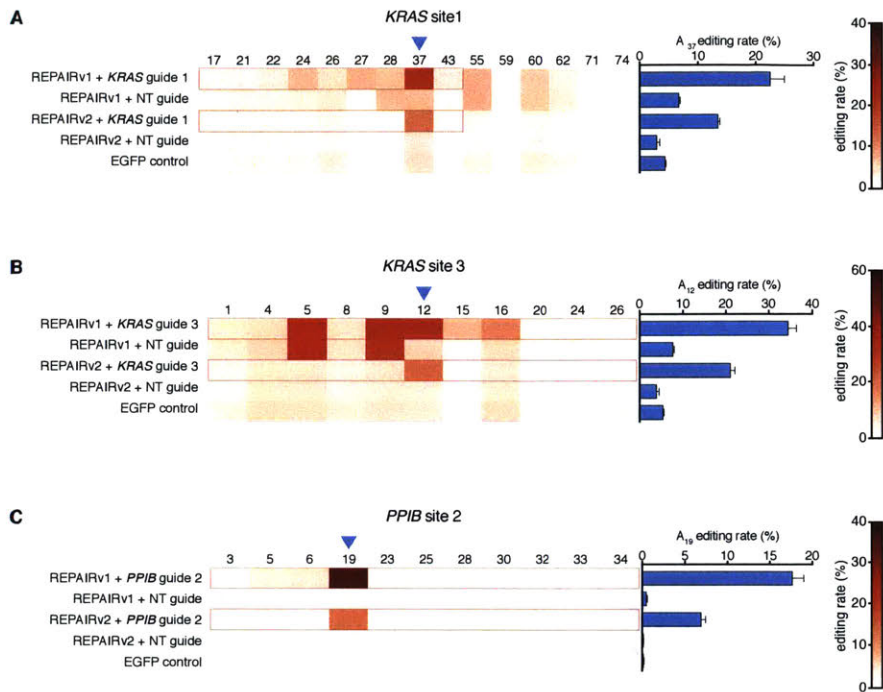 A
KRAS site1
17 21 22 24 26 27 28 37 43 55 59 60 62 71 74
A37 editing rate (%)
0 10 20 30
REPAIRv1 + KRAS guide 1
REPAIRv1 + NT guide
REPAIRv2 + KRAS guide 1
REPAIRv2 + NT guide
EGFP control
40
30
20
10
0
editing rate (%)
B
KRAS site 3
1 4 5 8 9 12 15 16 20 24 26
A12 editing rate (%)
0 10 20 30 40
REPAIRv1 + KRAS guide 3
REPAIRv1 + NT guide
REPAIRv2 + KRAS guide 3
REPAIRv2 + NT guide
EGFP control
60
40
20
0
editing rate (%)
C
PPIB site 2
3 5 6 19 23 25 28 30 32 33 34
A19 editing rate (%)
0 5 10 15 20
REPAIRv1 + PPIB guide 2
REPAIRv1 + NT guide
REPAIRv2 + PPIB guide 2
REPAIRv2 + NT guide
EGFP control
40
30
20
10
0
editing rate (%)